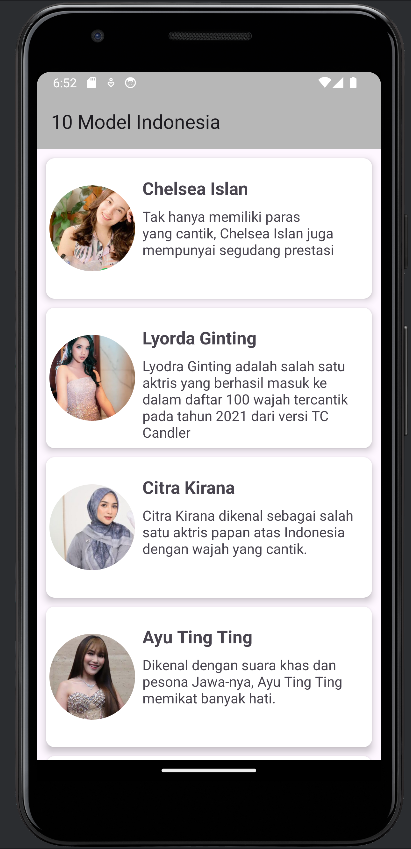 6:52
10 Model Indonesia
Chelsea Islan
Tak hanya memiliki paras
yang cantik, Chelsea Islan juga
mempunyai segudang prestasi
Lyorda Ginting
Lyodra Ginting adalah salah satu
aktris yang berhasil masuk ke
dalam daftar 100 wajah tercantik
pada tahun 2021 dari versi TC
Candler
Citra Kirana
Citra Kirana dikenal sebagai salah
satu aktris papan atas Indonesia
dengan wajah yang cantik.
Ayu Ting Ting
Dikenal dengan suara khas dan
pesona Jawa-nya, Ayu Ting Ting
memikat banyak hati.